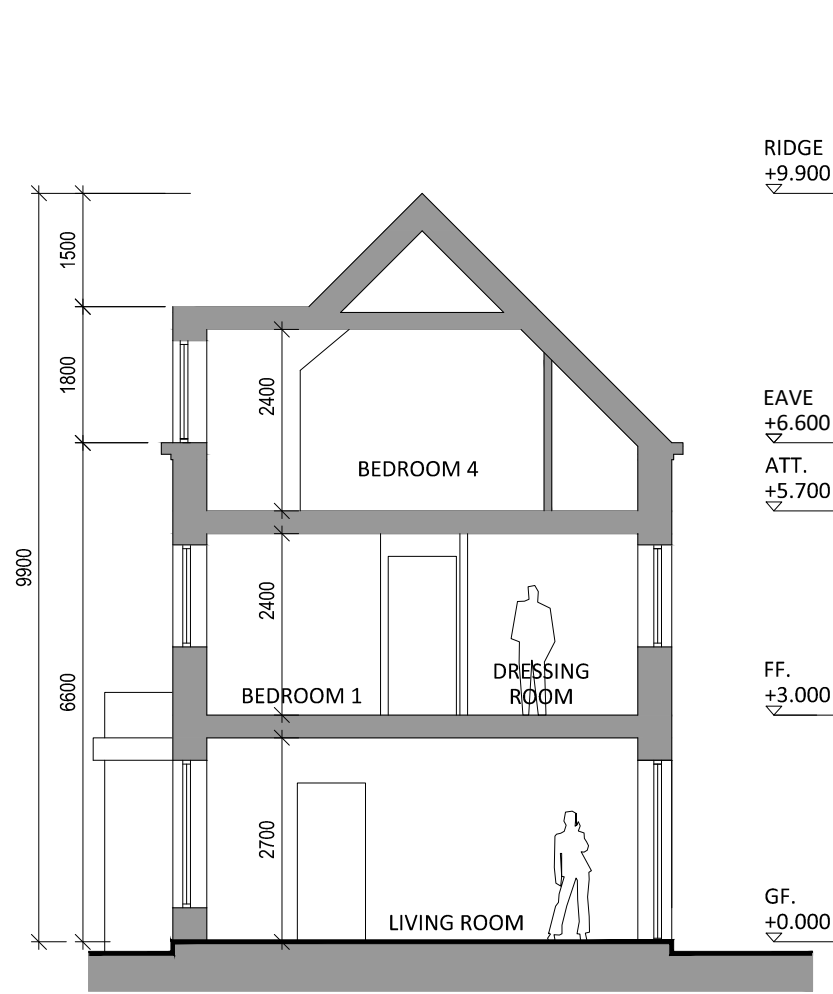 RIDGE
+9.900
1500
1800
2400
EAVE
+6.600
ATT.
+5.700
BEDROOM 4
9900
2400
6600
FF.
+3.000
DRESSING
ROOM
BEDROOM 1
2700
GF.
+0.000
LIVING ROOM